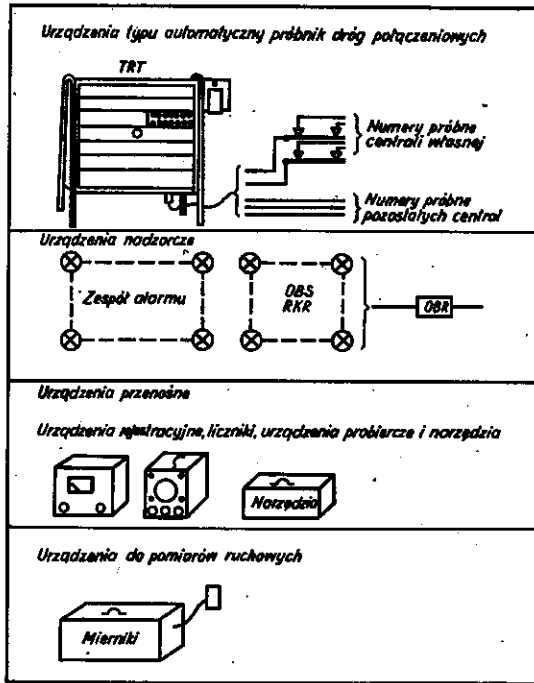 Urządzenia typu automatyczny próbnik dróg połączeniowych
TRT
Numery próbne
centrali własnej
Numery próbne
pozostałych central
Urządzenia nadzorcze
Zespół alarmu
OBS
RKR
OBR
Urządzenia przenośne
Urządzenia rejestracyjne, liczniki, urządzenia probiercze i narzędzia
Narzędzia
Urządzenia do pomiarów ruchowych
Mierniki